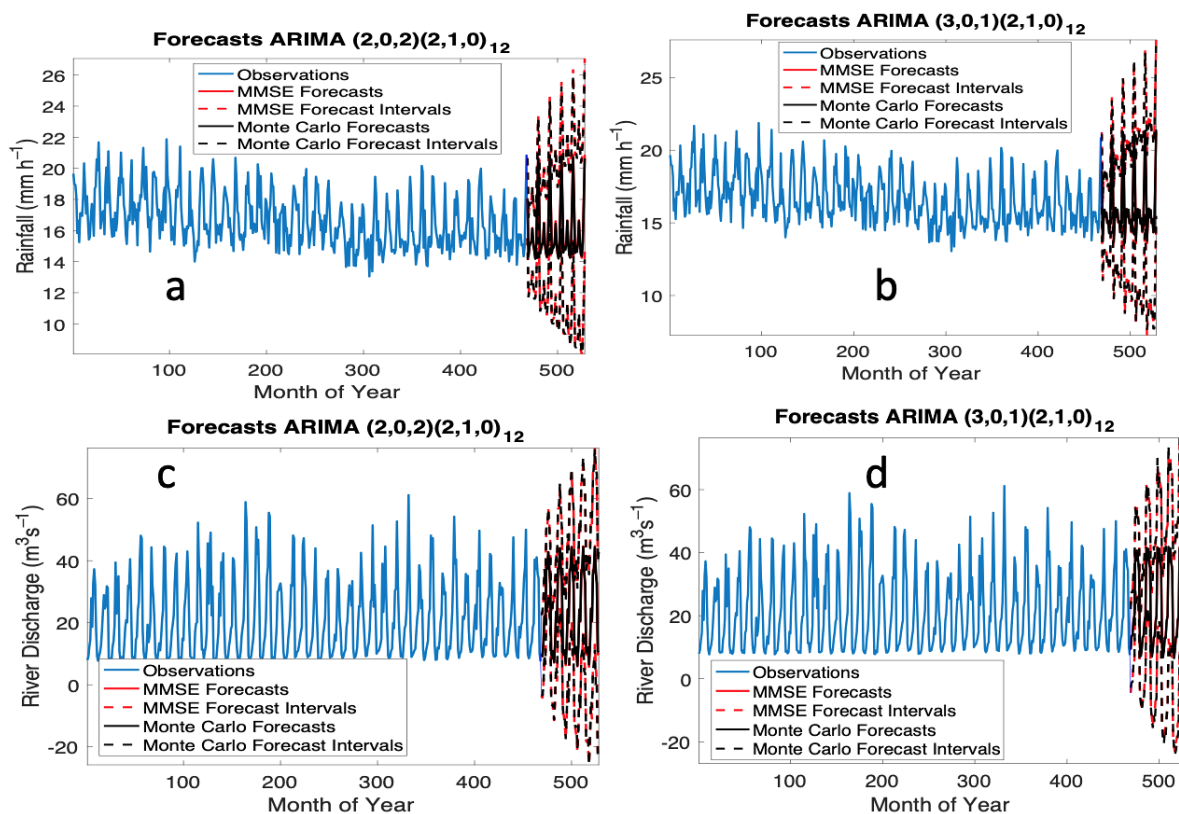 Forecasts ARIMA (2,0,2)(2,1,0)12
Rainfall (mm h⁻¹)
26
24
22
20
18
16
14
12
10
Observations
MMSE Forecasts
MMSE Forecast Intervals
Monte Carlo Forecasts
Monte Carlo Forecast Intervals
a
100 200 300 400 500
Month of Year
Forecasts ARIMA (3,0,1)(2,1,0)12
Rainfall (mm h⁻¹)
25
20
15
10
Observations
MMSE Forecasts
MMSE Forecast Intervals
Monte Carlo Forecasts
Monte Carlo Forecast Intervals
b
100 200 300 400 500
Month of Year
Forecasts ARIMA (2,0,2)(2,1,0)12
River Discharge (m³s⁻¹)
60
40
20
0
-20
c
Observations
MMSE Forecasts
MMSE Forecast Intervals
Monte Carlo Forecasts
Monte Carlo Forecast Intervals
100 200 300 400 500
Month of Year
Forecasts ARIMA (3,0,1)(2,1,0)12
River Discharge (m³s⁻¹)
60
40
20
0
-20
d
Observations
MMSE Forecasts
MMSE Forecast Intervals
Monte Carlo Forecasts
Monte Carlo Forecast Intervals
100 200 300 400 500
Month of Year